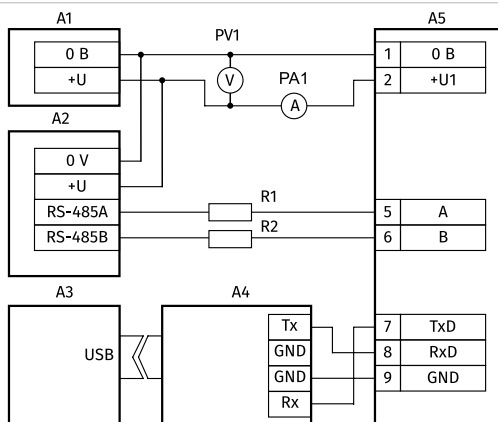 A1 PV1 A5
0 В 1 0 В
+U V PA1 2 +U1
A
A2
0 V
+U
RS-485A R1 5 A
RS-485B R2 6 B
A3 A4
Tx 7 TxD
USB GND 8 RxD
GND 9 GND
Rx